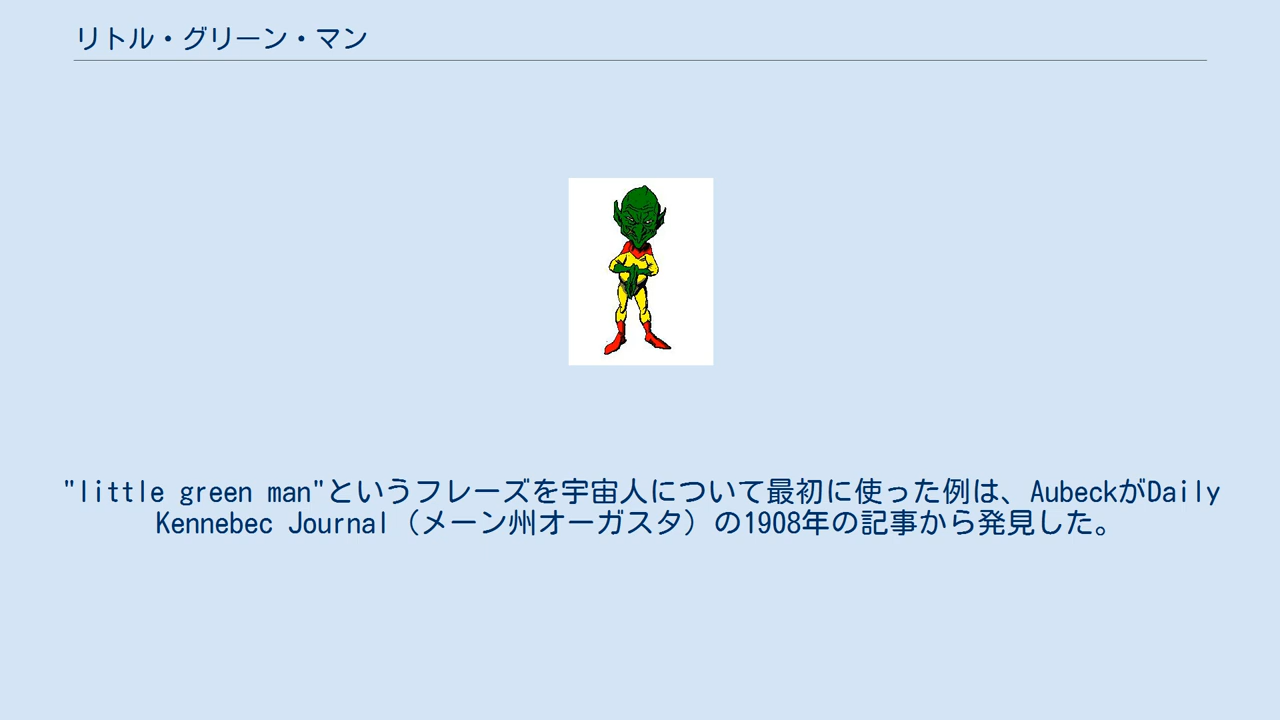 リトル・グリーン・マン
"little green man"というフレーズを宇宙人について最初に使った例は、AubeckがDaily
Kennebec Journal（メーン州オーガスタ）の1908年の記事から発見した。